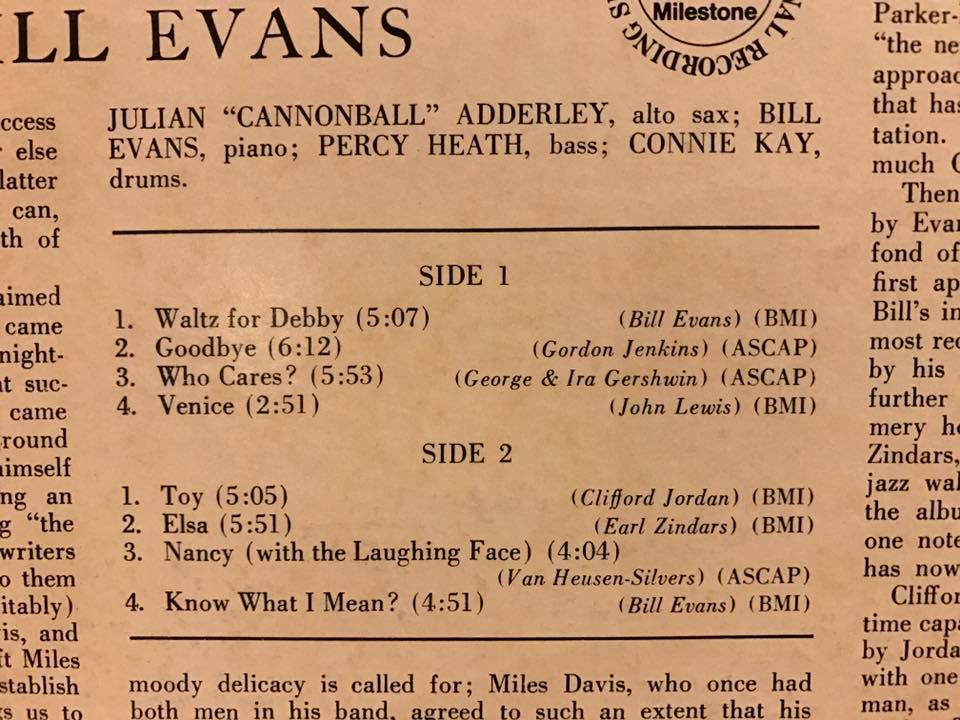 ILL EVANS
Milestone
NAL RECORDING S
JULIAN “CANNONBALL” ADDERLEY, alto sax; BILL
EVANS, piano; PERCY HEATH, bass; CONNIE KAY,
drums.
SIDE 1
1. Waltz for Debby (5:07) (Bill Evans) (BMI)
2. Goodbye (6:12) (Gordon Jenkins) (ASCAP)
3. Who Cares? (5:53) (George & Ira Gershwin) (ASCAP)
4. Venice (2:51) (John Lewis) (BMI)
SIDE 2
1. Toy (5:05) (Clifford Jordan) (BMI)
2. Elsa (5:51) (Earl Zindars) (BMI)
3. Nancy (with the Laughing Face) (4:04)
(Van Heusen-Silvers) (ASCAP)
4. Know What I Mean? (4:51) (Bill Evans) (BMI)
moody delicacy is called for; Miles Davis, who once had
both men in his band, agreed to such an extent that his
ccess
else
latter
can,
th of
aimed
came
night-
t suc-
came
round
himself
ng an
g “the
writers
o them
itably)
is, and
ft Miles
stablish
s us to
Parker-
“the ne
approac
that has
tation.
much C
Then
by Evan
fond of
first ap
Bill's in
most rec
by his
further
mery he
Zindars,
jazz wal
the albu
one note
has now
Cliffor
time capa
by Jorda
with one
man, as